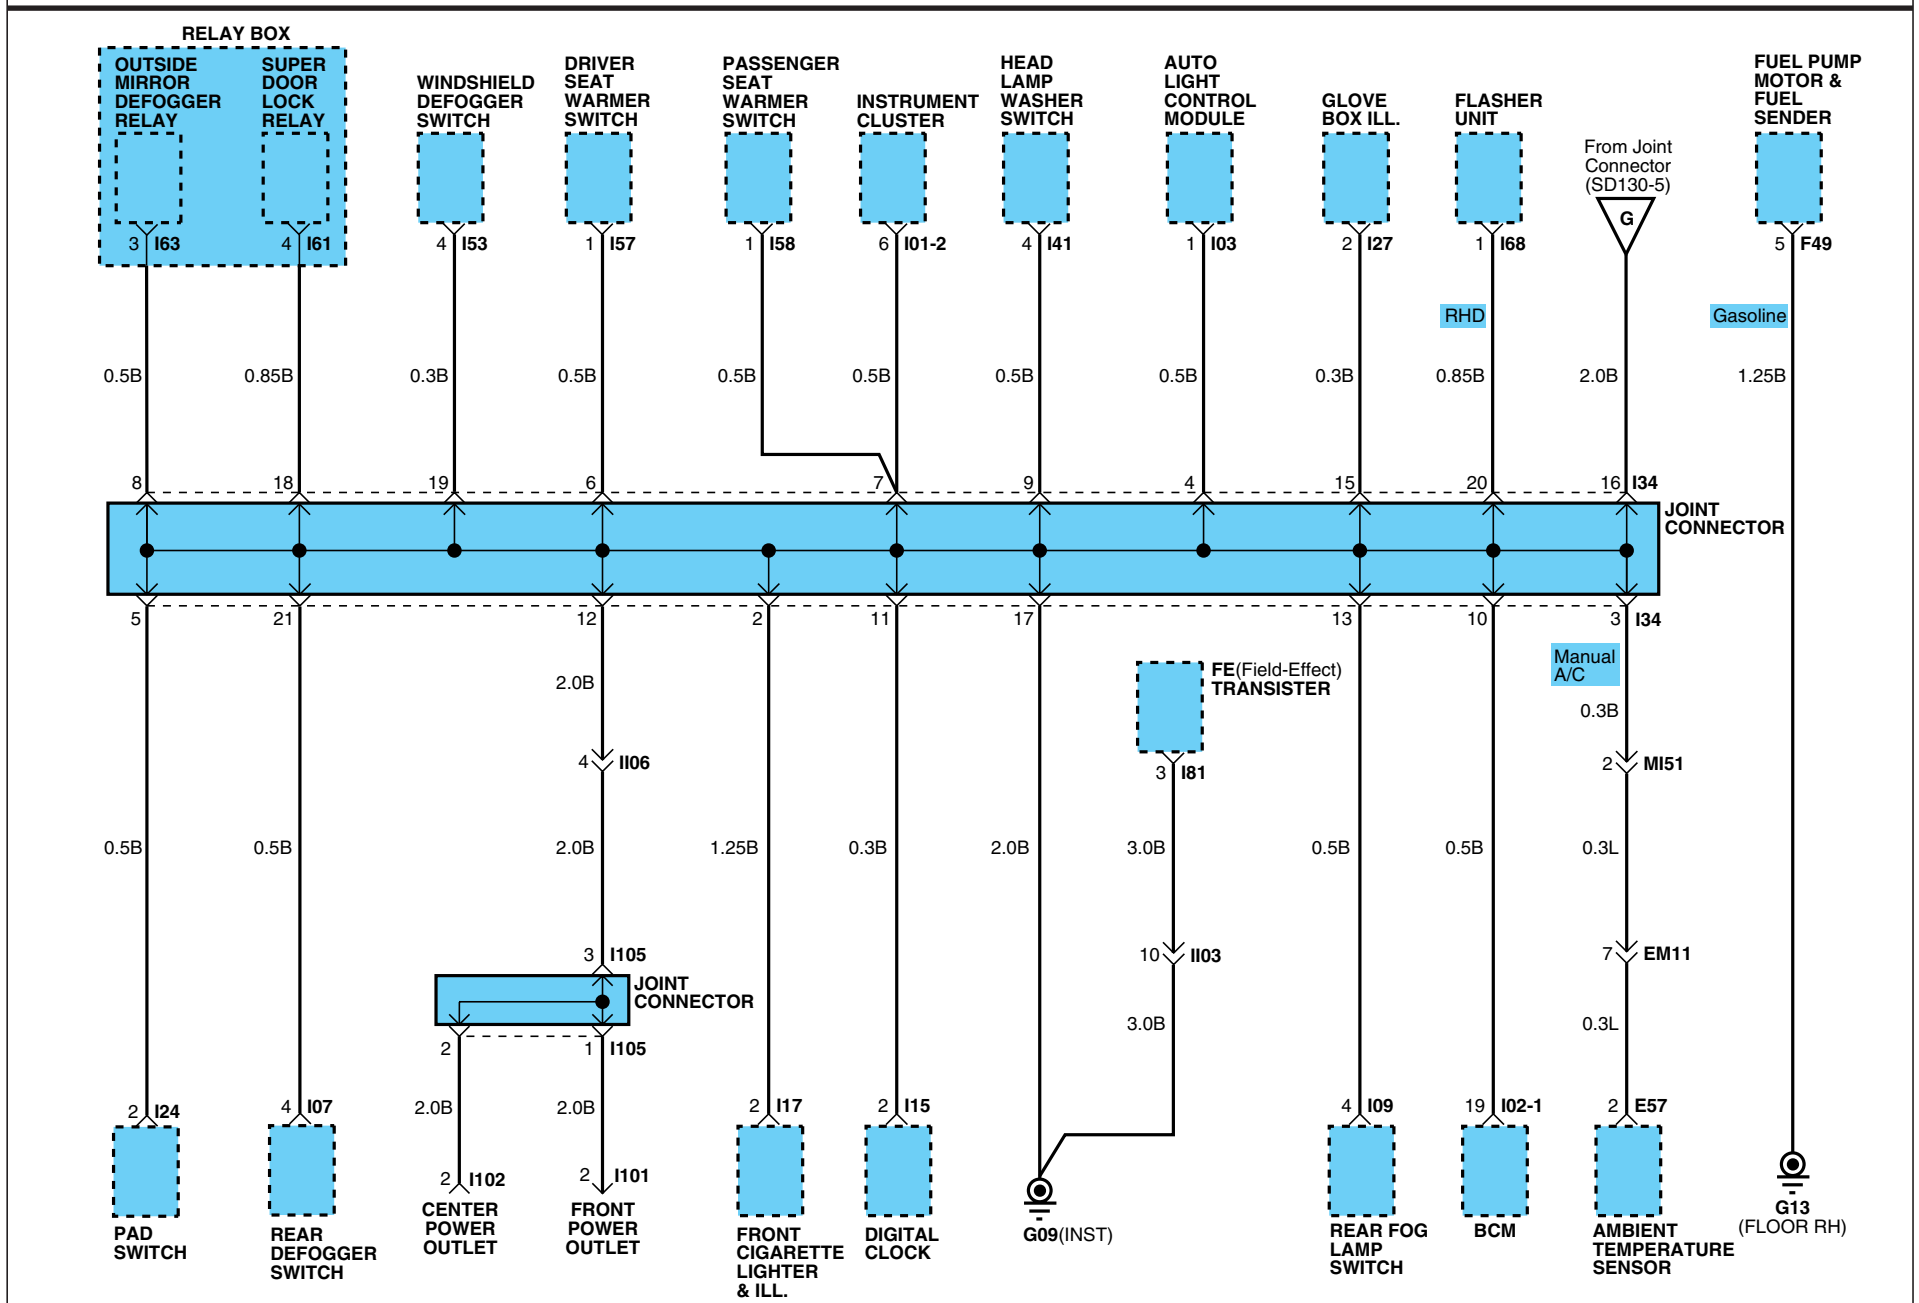 RELAY BOX
OUTSIDE
MIRROR
DEFOGGER
RELAY
SUPER
DOOR
LOCK
RELAY
WINDSHIELD
DEFOGGER
SWITCH
DRIVER
SEAT
WARMER
SWITCH
PASSENGER
SEAT
WARMER
SWITCH
INSTRUMENT
CLUSTER
HEAD
LAMP
WASHER
SWITCH
AUTO
LIGHT
CONTROL
MODULE
GLOVE
BOX ILL.
FLASHER
UNIT
From Joint
Connector
(SD130-5)
G
FUEL PUMP
MOTOR &
FUEL
SENDER
3 I63
4 I61
4 I53
1 I57
1 I58
6 I01-2
4 I41
1 I03
2 I27
1 I68
5 F49
RHD
Gasoline
0.5B
0.85B
0.3B
0.5B
0.5B
0.5B
0.5B
0.5B
0.3B
0.85B
2.0B
1.25B
8
18
19
6
7
9
4
15
20
16 I34
JOINT
CONNECTOR
5
21
12
2
11
17
13
10
3 I34
2.0B
FE(Field-Effect)
TRANSISTER
Manual
A/C
0.3B
4 II06
3 I81
2 MI51
0.5B
0.5B
2.0B
1.25B
0.3B
2.0B
3.0B
0.5B
0.5B
0.3L
3 I105
10 II03
7 EM11
JOINT
CONNECTOR
3.0B
0.3L
2
1 I105
2.0B
2.0B
2 I24
4 I07
2 I17
2 I15
4 I09
19 I02-1
2 E57
2 I102
2 I101
CENTER
POWER
OUTLET
FRONT
POWER
OUTLET
PAD
SWITCH
REAR
DEFOGGER
SWITCH
FRONT
CIGARETTE
LIGHTER
& ILL.
DIGITAL
CLOCK
G09(INST)
REAR FOG
LAMP
SWITCH
BCM
AMBIENT
TEMPERATURE
SENSOR
G13
(FLOOR RH)